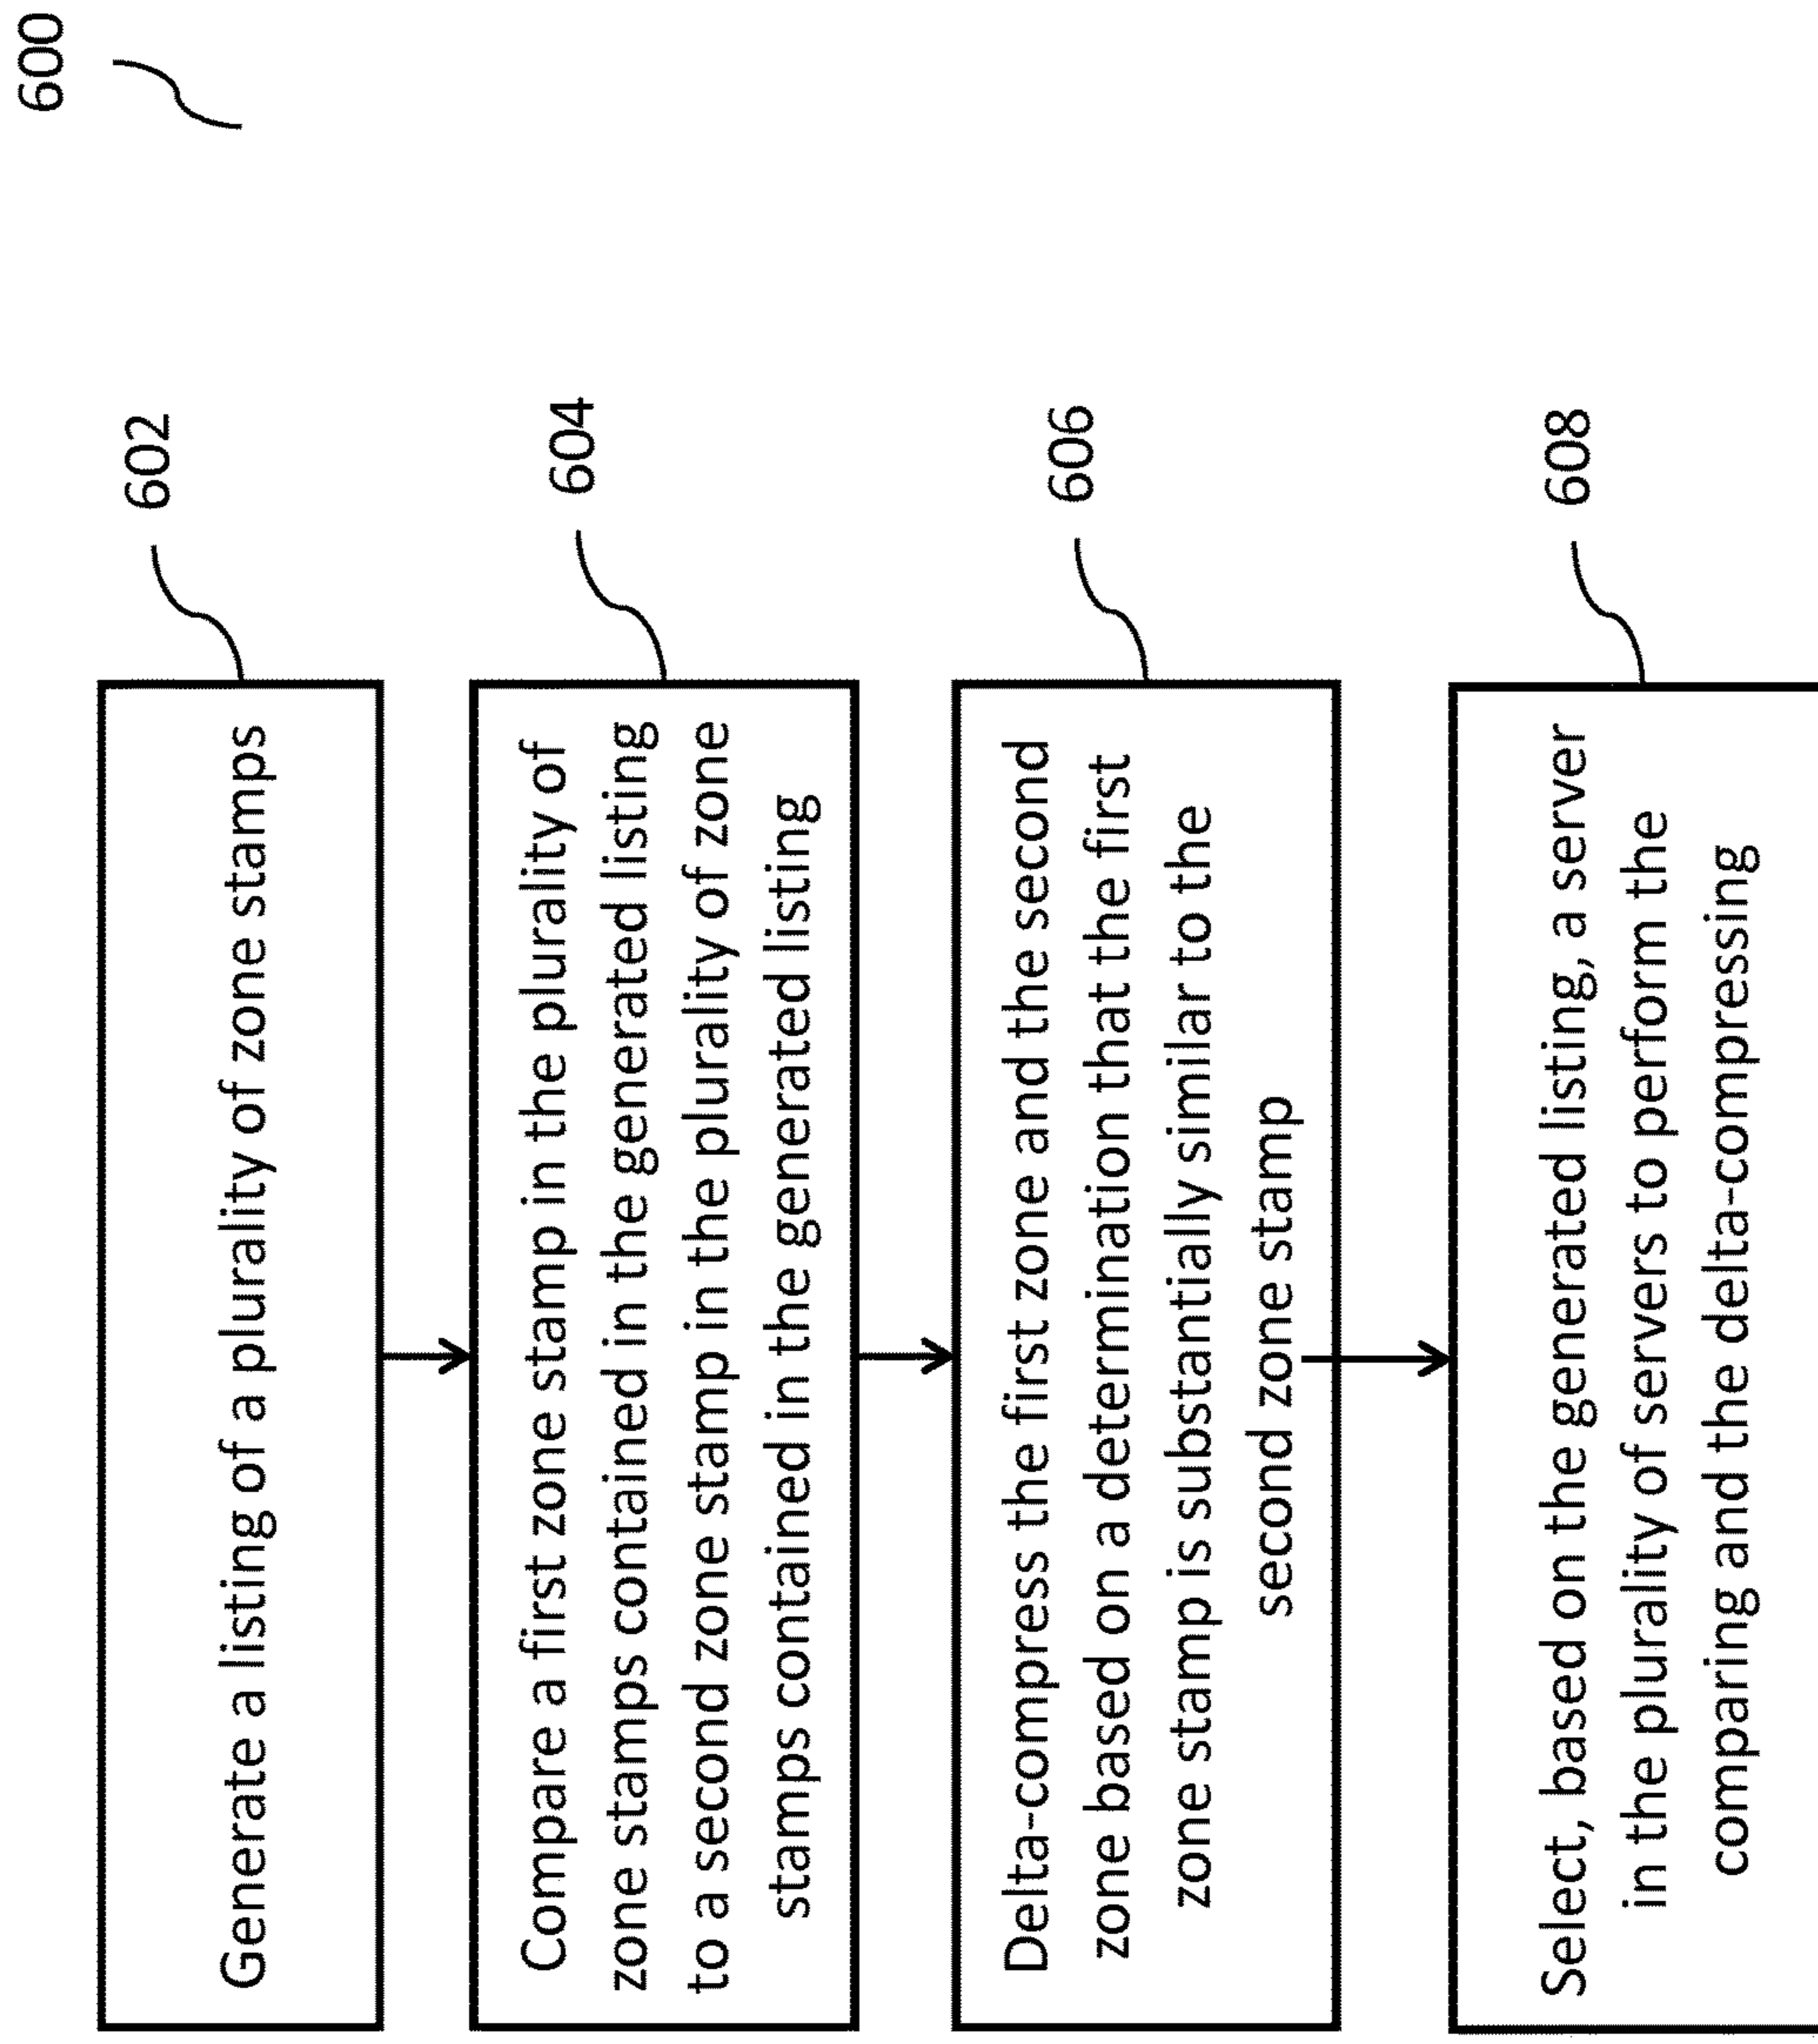 600
602
Generate a listing of a plurality of zone stamps
604
Compare a first zone stamp in the plurality of
zone stamps contained in the generated listing
to a second zone stamp in the plurality of zone
stamps contained in the generated listing
606
Delta-compress the first zone and the second
zone based on a determination that the first
zone stamp is substantially similar to the
second zone stamp
608
Select, based on the generated listing, a server
in the plurality of servers to perform the
comparing and the delta-compressing